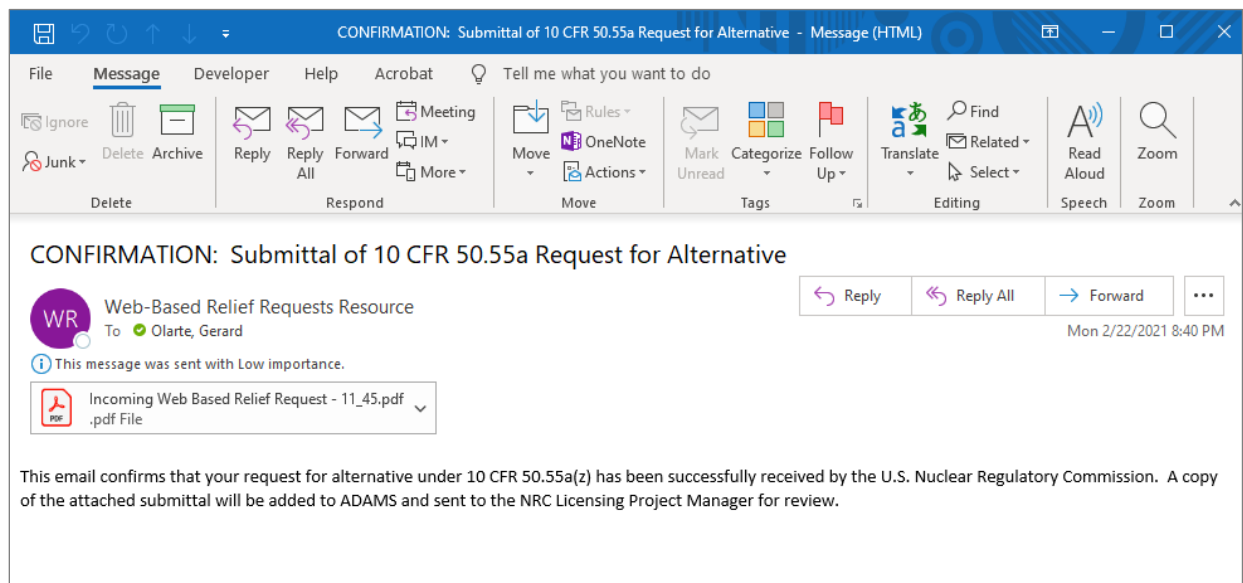 CONFIRMATION:  Submittal of 10 CFR 50.55a Request for Alternative  -  Message (HTML)
File Message Developer Help Acrobat Tell me what you want to do
Ignore
Junk
Delete Archive
Delete
Reply Reply All Forward
Meeting
IM
More
Respond
Move
Rules
OneNote
Actions
Move
Mark Unread Categorize Follow Up
Tags
Translate
Find
Related
Select
Editing
Read Aloud
Speech
Zoom
Zoom
CONFIRMATION:  Submittal of 10 CFR 50.55a Request for Alternative
WR
Web-Based Relief Requests Resource
To Olarte, Gerard
Reply Reply All Forward ...
Mon 2/22/2021 8:40 PM
This message was sent with Low importance.
PDF
Incoming Web Based Relief Request - 11_45.pdf
.pdf File
This email confirms that your request for alternative under 10 CFR 50.55a(z) has been successfully received by the U.S. Nuclear Regulatory Commission.  A copy
of the attached submittal will be added to ADAMS and sent to the NRC Licensing Project Manager for review.